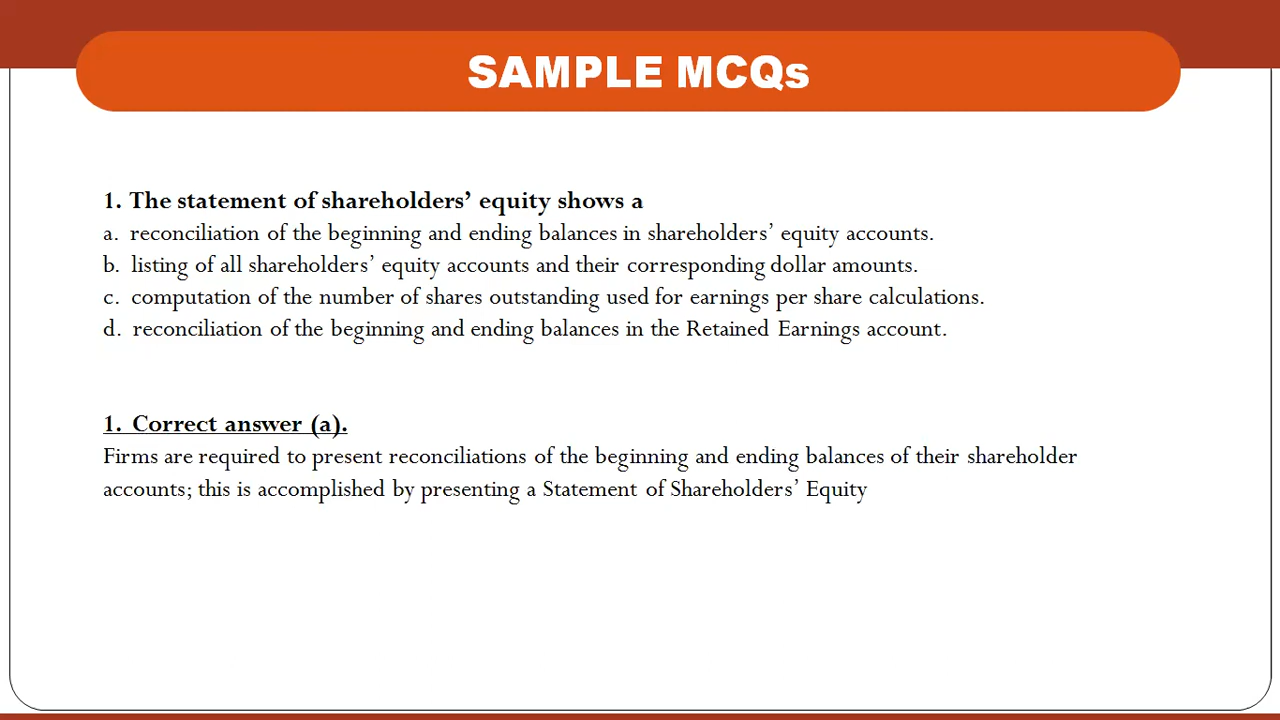 SAMPLE MCQs
1. The statement of shareholders’ equity shows a
a. reconciliation of the beginning and ending balances in shareholders’ equity accounts.
b. listing of all shareholders’ equity accounts and their corresponding dollar amounts.
c. computation of the number of shares outstanding used for earnings per share calculations.
d. reconciliation of the beginning and ending balances in the Retained Earnings account.
1. Correct answer (a).
Firms are required to present reconciliations of the beginning and ending balances of their shareholder
accounts; this is accomplished by presenting a Statement of Shareholders’ Equity